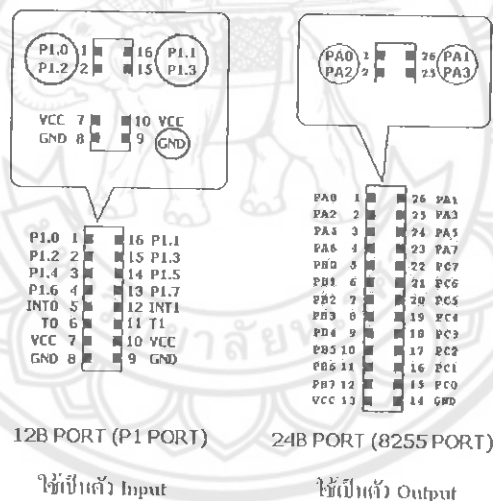 P1.0 1 16 P1.1
P1.2 2 15 P1.3
VCC 7 10 VCC
GND 8 9 GND
PA0 1 26 PA1
PA2 2 25 PA3
P1.0 1 16 P1.1
P1.2 2 15 P1.3
P1.4 3 14 P1.5
P1.6 4 13 P1.7
INT0 5 12 INT1
T0 6 11 T1
VCC 7 10 VCC
GND 8 9 GND
12B PORT (P1 PORT)
ใช้เป็นตัว Input
PA0 1 26 PA1
PA2 2 25 PA3
PA4 3 24 PA5
PA6 4 23 PA7
PB0 5 22 PC7
PB1 6 21 PC6
PB2 7 20 PC5
PB3 8 19 PC4
PB4 9 18 PC3
PB5 10 17 PC2
PB6 11 16 PC1
PB7 12 15 PC0
VCC 13 14 GND
24B PORT (8255 PORT)
ใช้เป็นตัว Output